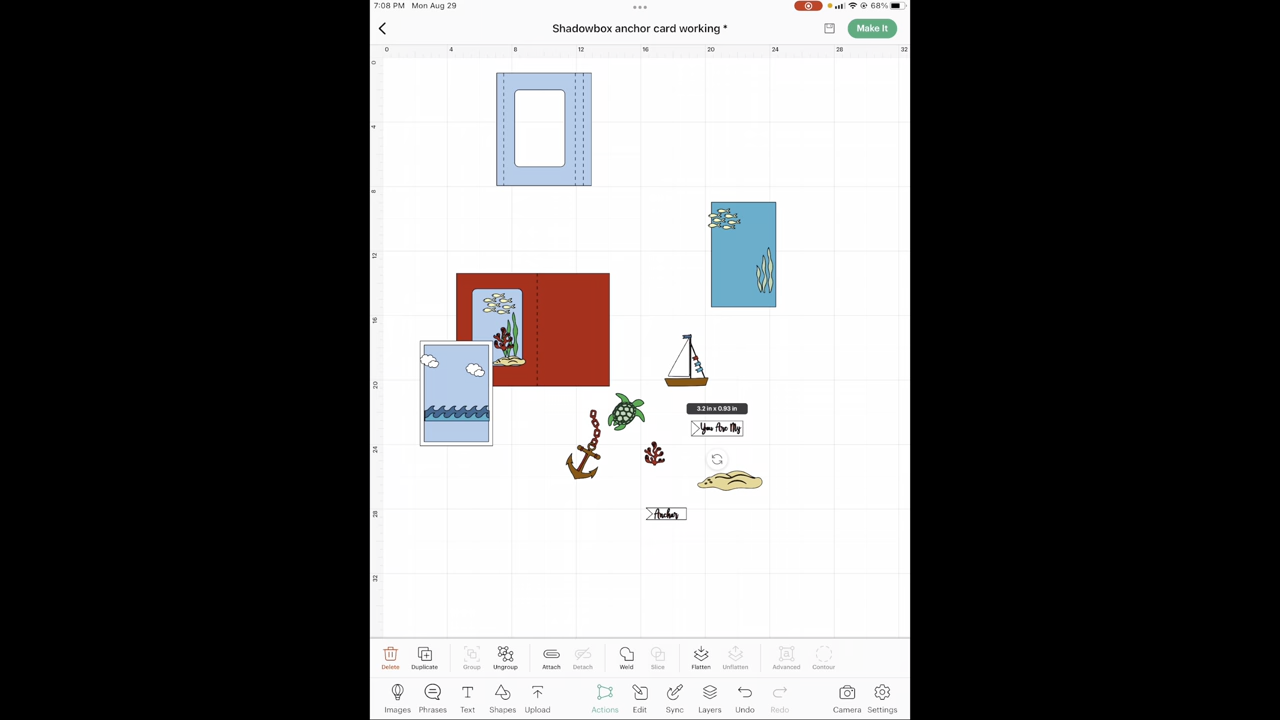 7:08 PM Mon Aug 29
68%
Shadowbox anchor card working *
Make It
0 4 8 12 16 20 24 28 32
0
4
8
12
16
20
24
28
32
3.2 in x 0.93 in
You Are My
Anchor
Delete Duplicate Group Ungroup Attach Detach Weld Slice Flatten Unflatten Advanced Contour
Images Phrases Text Shapes Upload Actions Edit Sync Layers Undo Redo Camera Settings